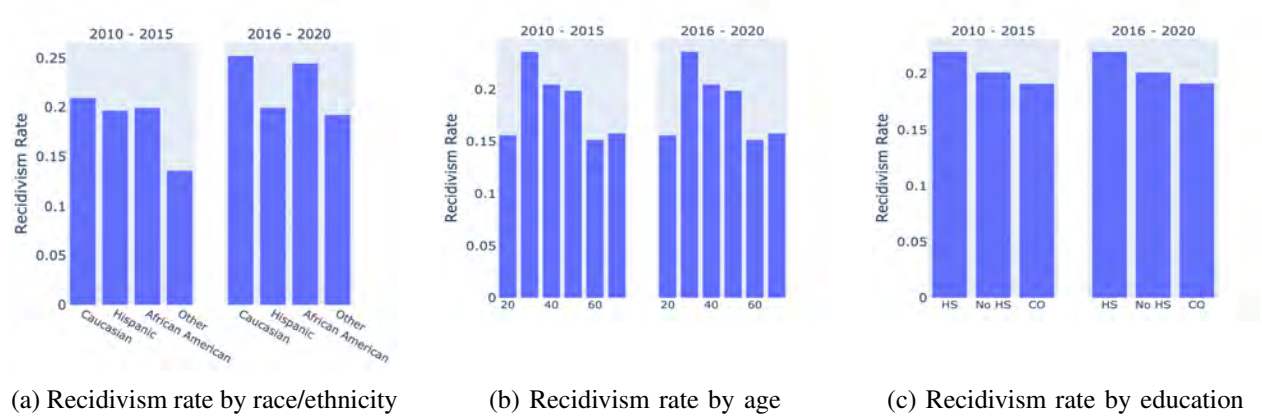 2010 - 2015
2016 - 2020
Recidivism Rate
0.25
0.2
0.15
0.1
0.05
0
Caucasian
Hispanic
African American
Other
Caucasian
Hispanic
African American
Other
(a) Recidivism rate by race/ethnicity
2010 - 2015
2016 - 2020
Recidivism Rate
0.2
0.15
0.1
0.05
0
20 40 60
20 40 60
(b) Recidivism rate by age
2010 - 2015
2016 - 2020
Recidivism Rate
0.2
0.15
0.1
0.05
0
HS No HS CO
HS No HS CO
(c) Recidivism rate by education